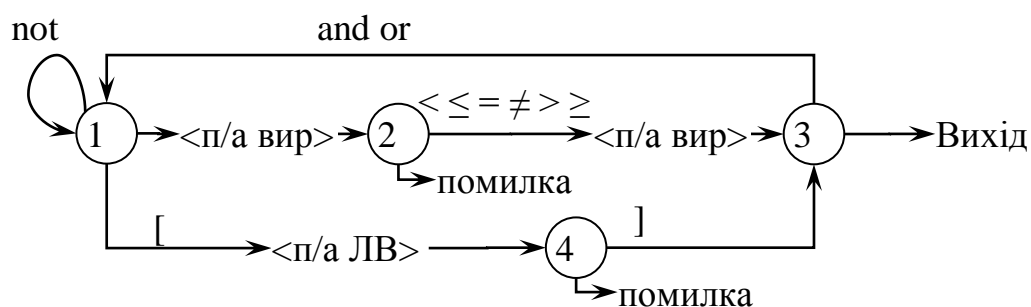 not
and or
1
<п/а вир>
2
< ≤ = ≠ > ≥
<п/а вир>
3
Вихід
помилка
[
<п/а ЛВ>
4
]
помилка